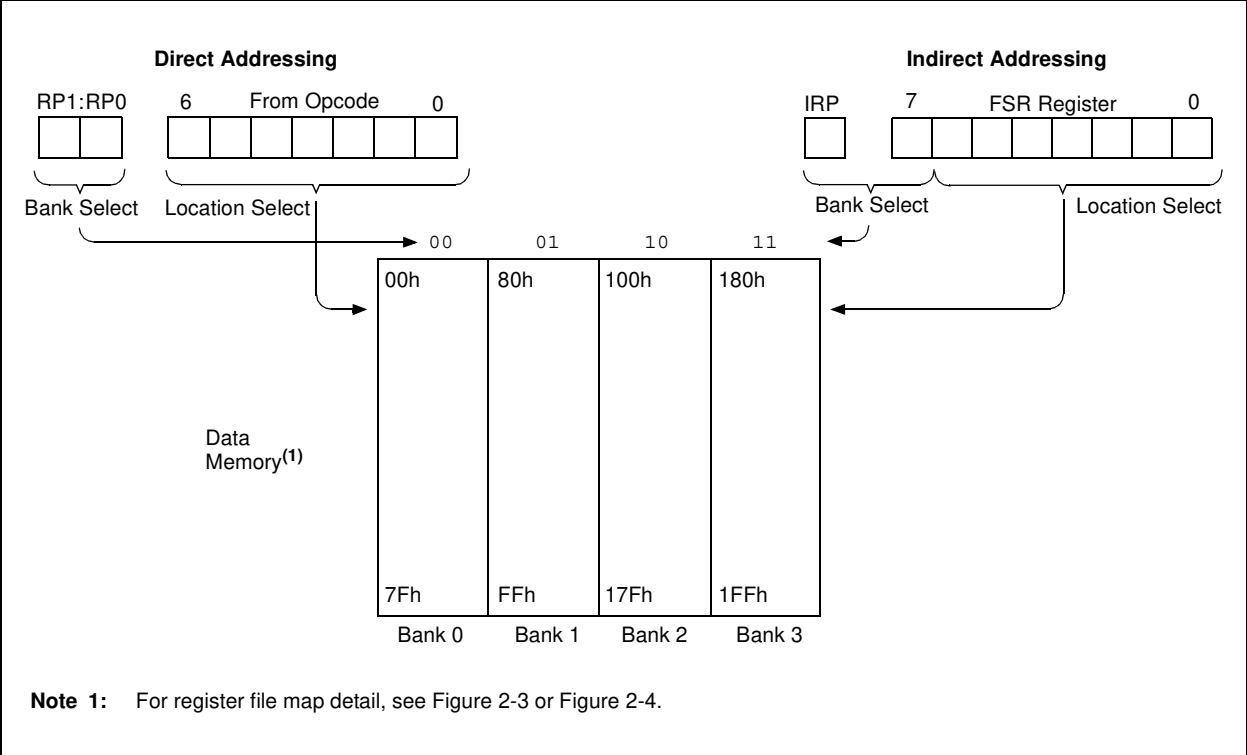 Direct Addressing
Indirect Addressing
RP1:RP0
6 From Opcode 0
IRP
7 FSR Register 0
Bank Select
Location Select
Bank Select
Location Select
00 01 10 11
00h 80h 100h 180h
Data
Memory(1)
7Fh FFh 17Fh 1FFh
Bank 0 Bank 1 Bank 2 Bank 3
Note 1: For register file map detail, see Figure 2-3 or Figure 2-4.